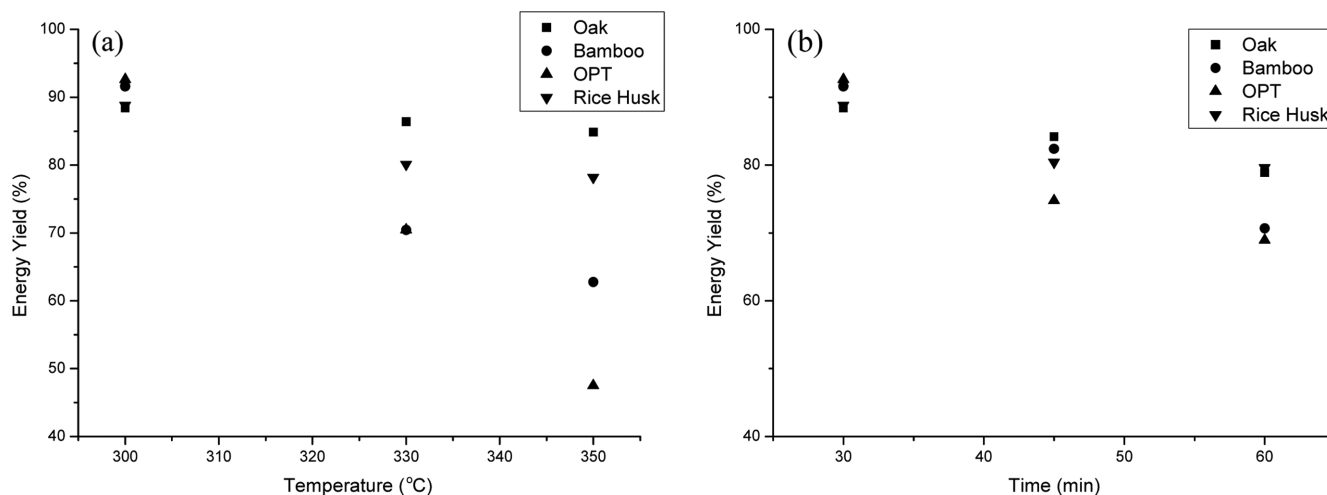 (a)
Oak
Bamboo
OPT
Rice Husk
100
90
80
70
60
50
40
Energy Yield (%)
300 310 320 330 340 350
Temperature (°C)
(b)
Oak
Bamboo
OPT
Rice Husk
100
80
60
40
Energy Yield (%)
30 40 50 60
Time (min)